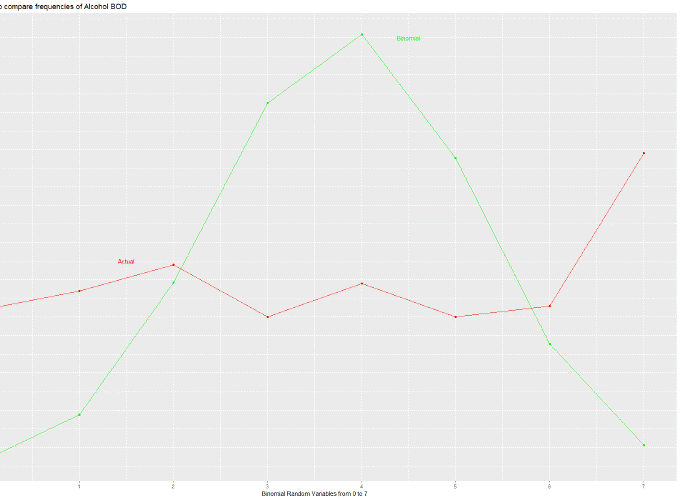 o compare frequencies of Alcohol BOD
Binomial
Actual
1 2 3 4 5 6 7
Binomial Random Variables from 0 to 7